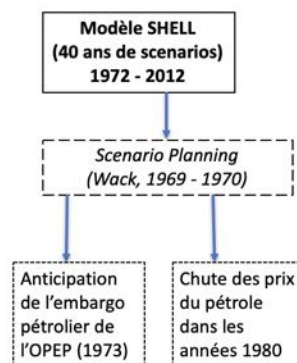 Modèle SHELL
(40 ans de scenarios)
1972 - 2012
Scenario Planning
(Wack, 1969 - 1970)
Anticipation
de l’embargo
pétrolier de
l’OPEP (1973)
Chute des prix
du pétrole
dans les
années 1980